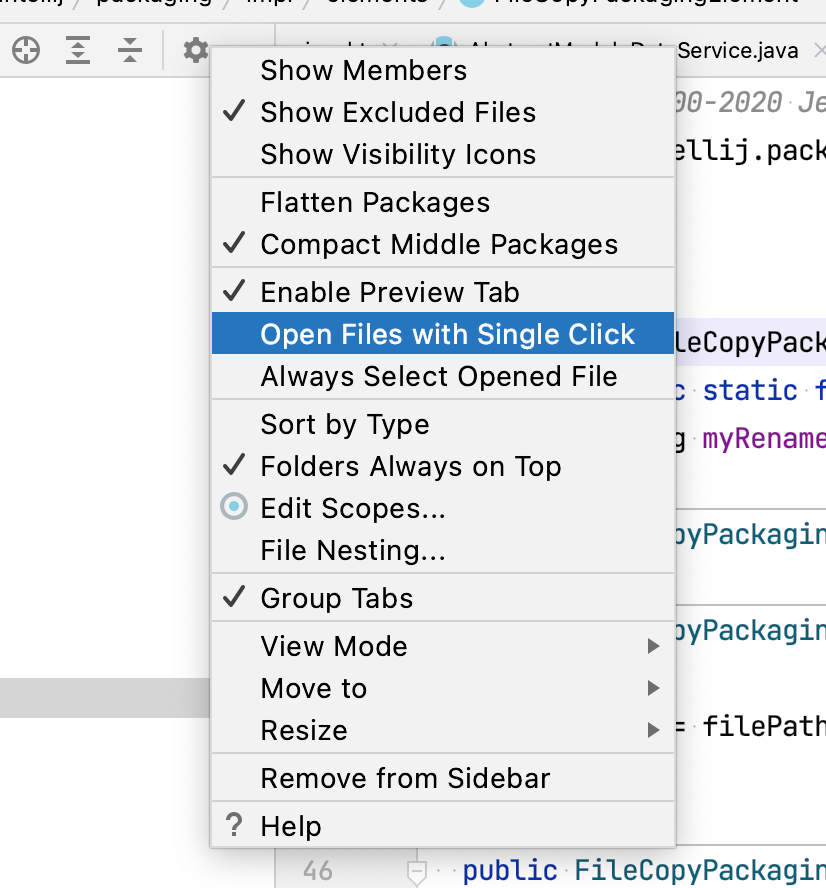 packaging / impl / elements / FileCopyPackagingElement
Service.java
Show Members
Show Excluded Files
Show Visibility Icons
Flatten Packages
Compact Middle Packages
Enable Preview Tab
Open Files with Single Click
Always Select Opened File
Sort by Type
Folders Always on Top
Edit Scopes...
File Nesting...
Group Tabs
View Mode
Move to
Resize
Remove from Sidebar
? Help
00-2020 Je
ellij.pack
leCopyPack
c static f
g myRename
pyPackagin
pyPackagin
= filePath
46 public FileCopyPackagin